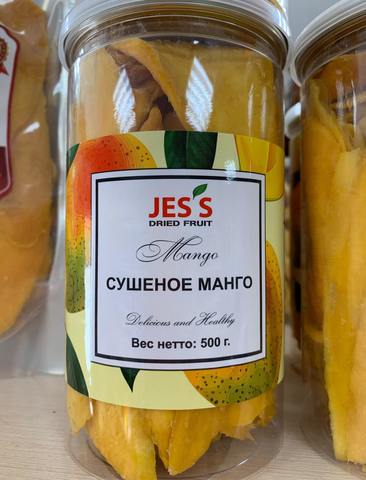 JES'S
DRIED FRUIT
Mango
СУШЕНОЕ МАНГО
Delicious and Healthy
Вес нетто: 500 г.